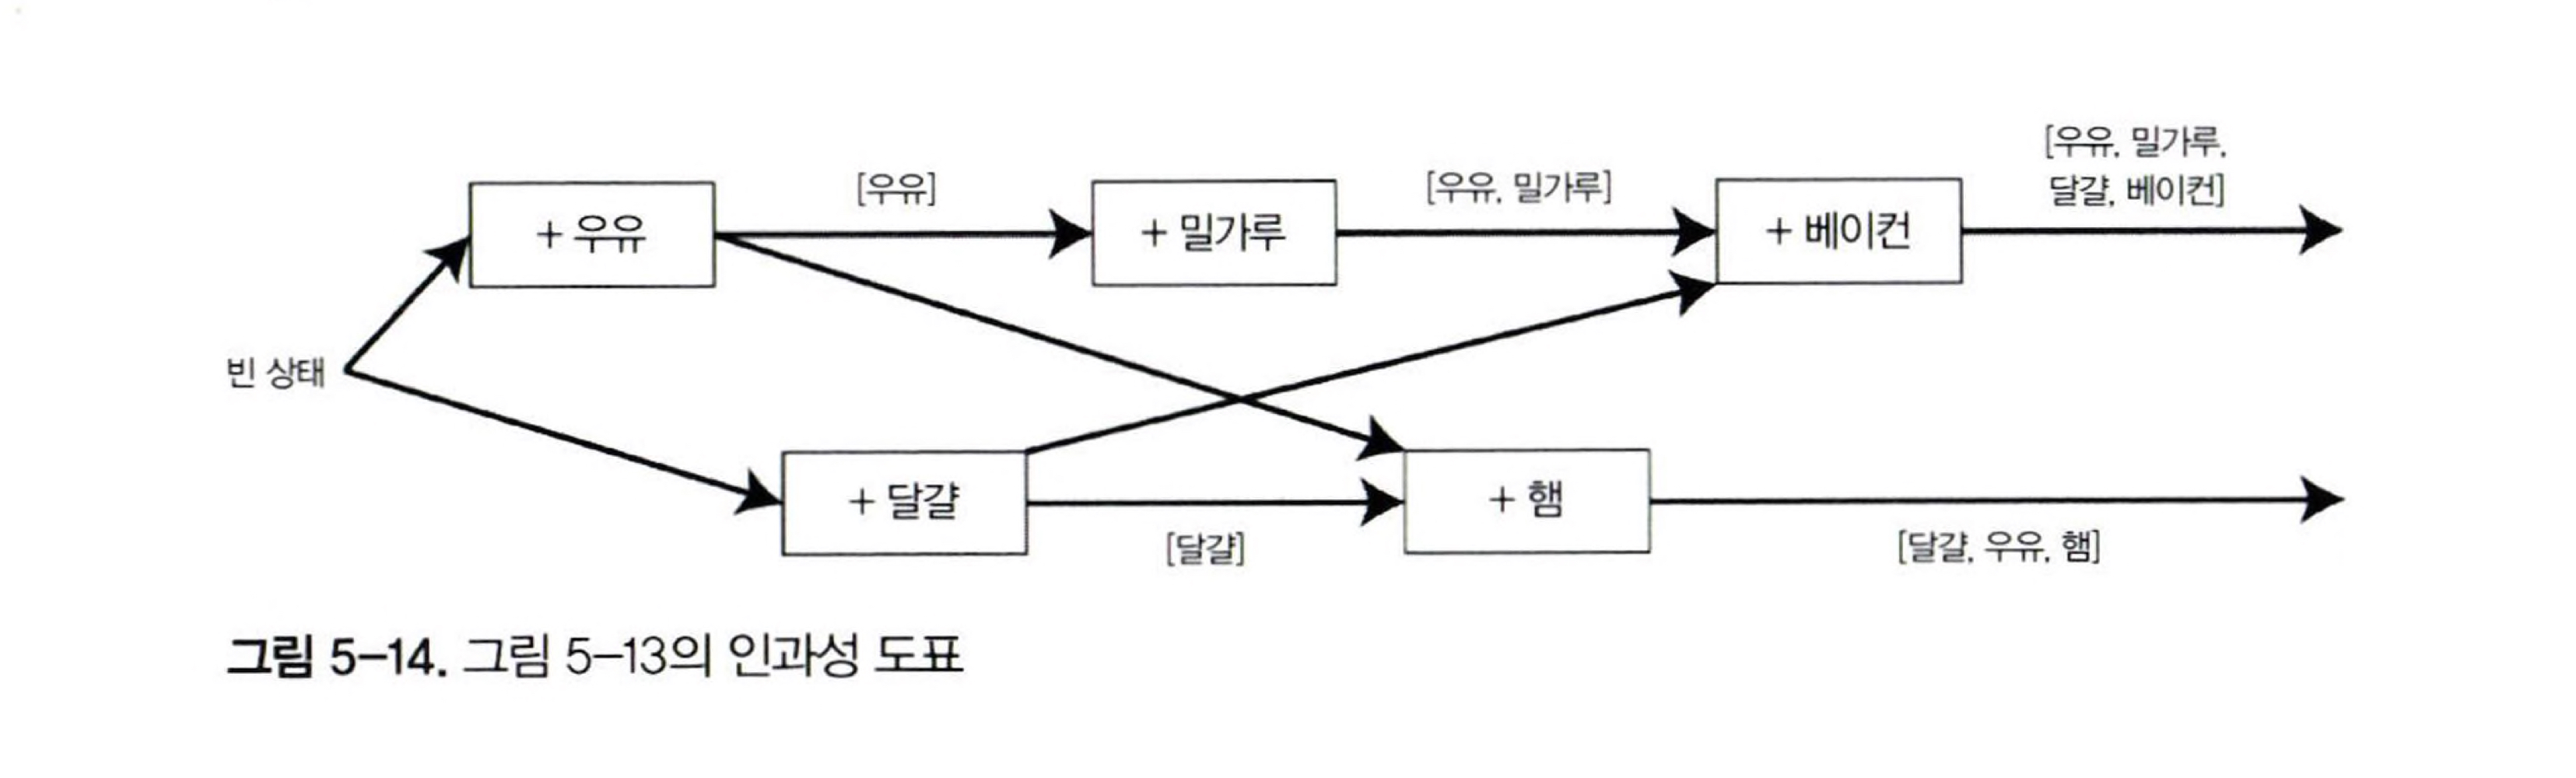 [우유, 밀가루,
달걀, 베이컨]
[우유]
[우유, 밀가루]
+ 우유
+ 밀가루
+ 베이컨
빈 상태
+ 달걀
+ 햄
[달걀]
[달걀, 우유, 햄]
그림 5-14. 그림 5-13의 인과성 도표